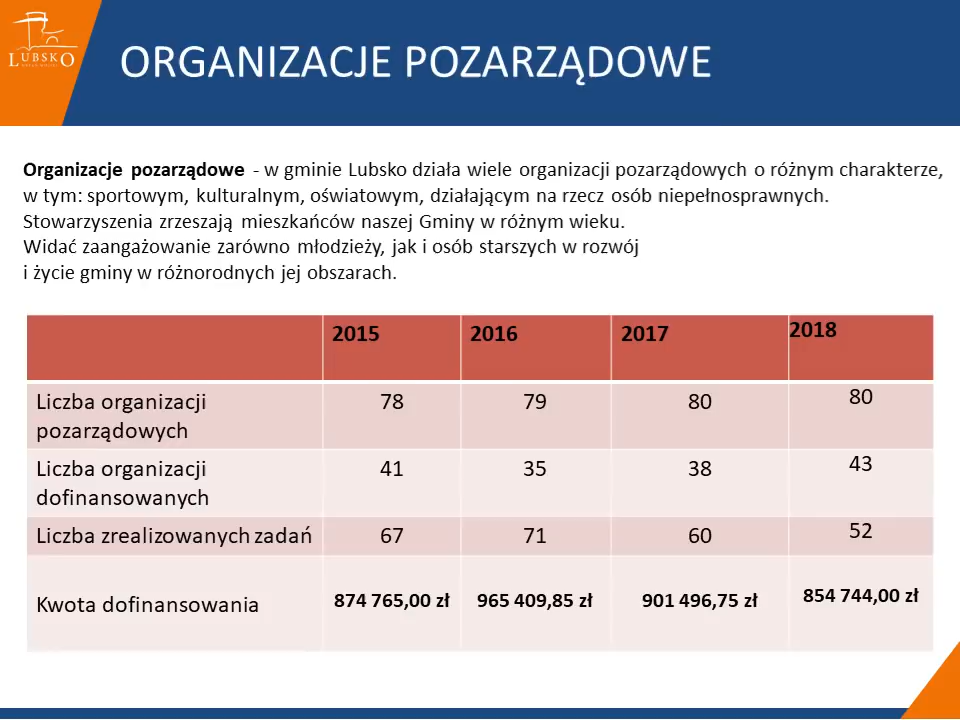 LUBSKO
ORGANIZACJE POZARZĄDOWE
Organizacje pozarządowe - w gminie Lubsko działa wiele organizacji pozarządowych o różnym charakterze,
w tym: sportowym, kulturalnym, oświatowym, działającym na rzecz osób niepełnosprawnych.
Stowarzyszenia zrzeszają mieszkańców naszej Gminy w różnym wieku.
Widać zaangażowanie zarówno młodzieży, jak i osób starszych w rozwój
i życie gminy w różnorodnych jej obszarach.
2015 2016 2017 2018
Liczba organizacji
pozarządowych 78 79 80 80
Liczba organizacji
dofinansowanych 41 35 38 43
Liczba zrealizowanych zadań 67 71 60 52
Kwota dofinansowania 874 765,00 zł 965 409,85 zł 901 496,75 zł 854 744,00 zł